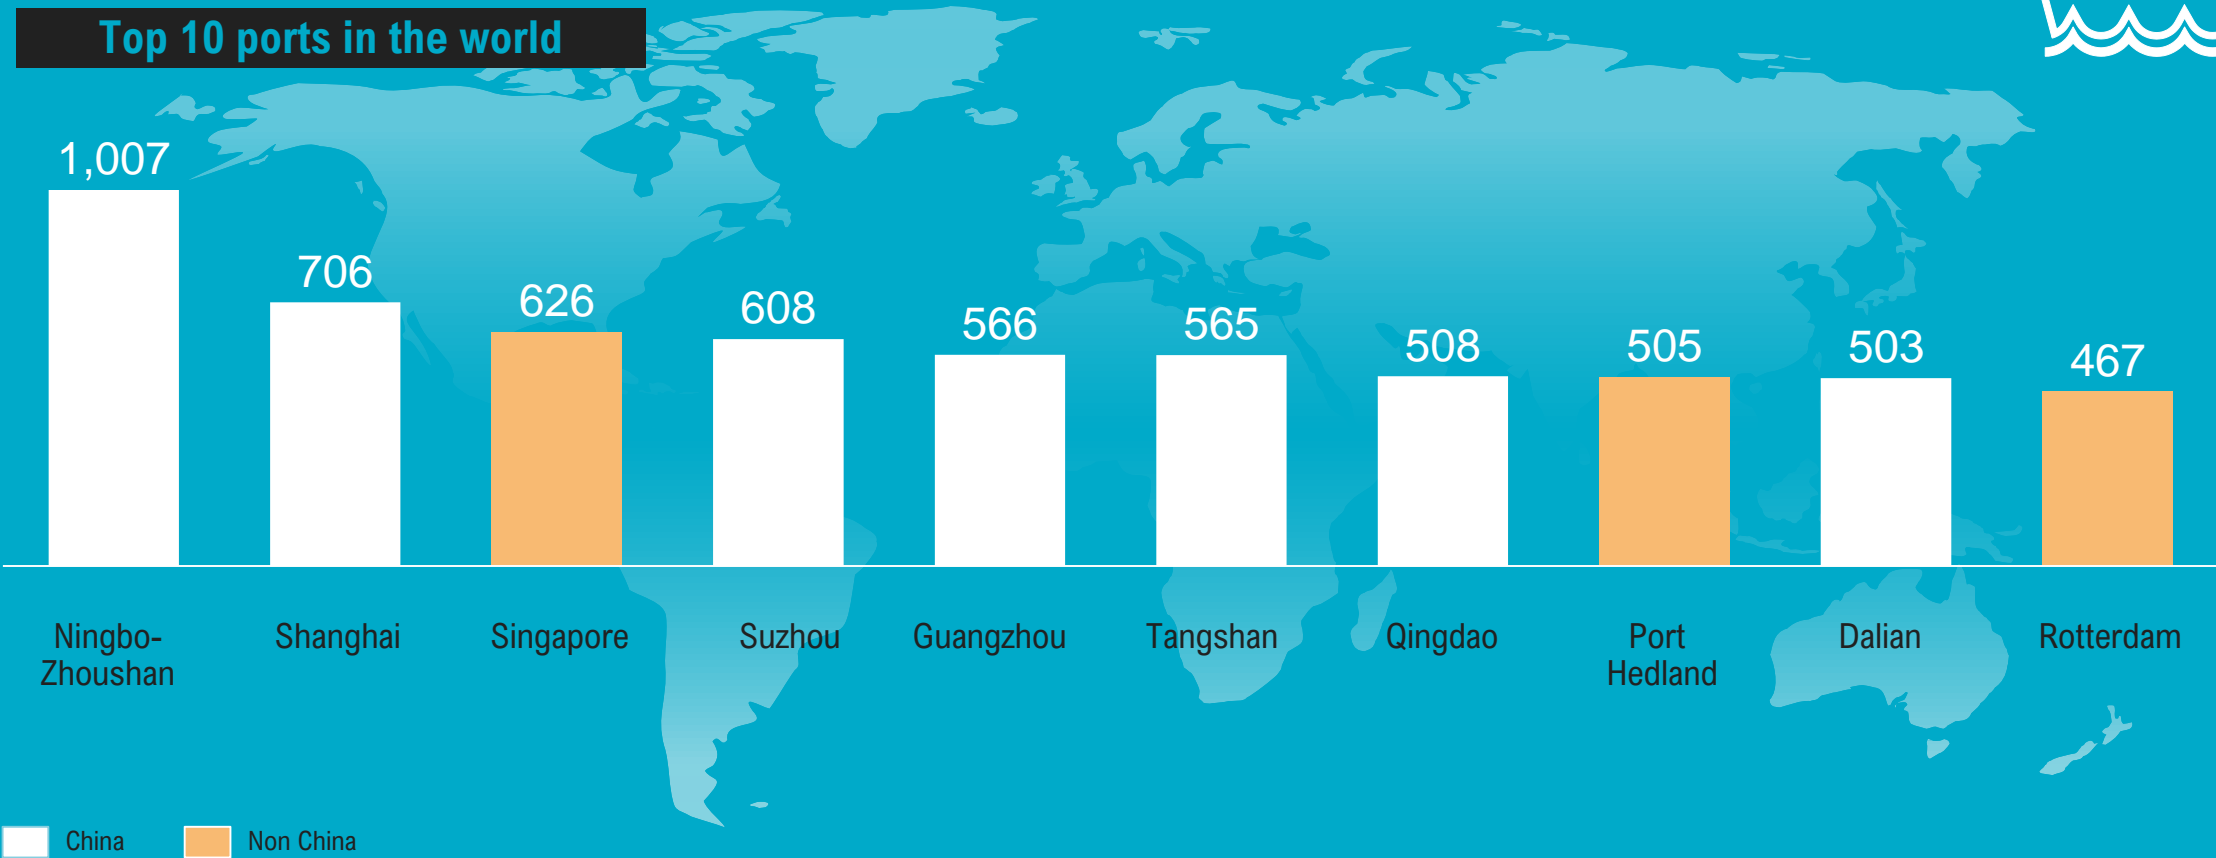 Top 10 ports in the world
1,007
706
626
608
566
565
508
505
503
467
Ningbo-
Zhoushan
Shanghai
Singapore
Suzhou
Guangzhou
Tangshan
Qingdao
Port
Hedland
Dalian
Rotterdam
China
Non China